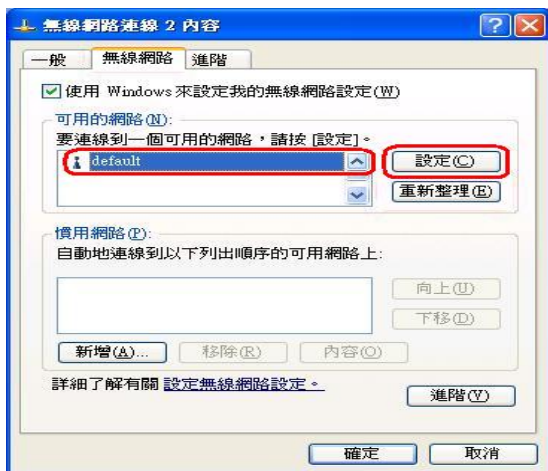 無線網路連線 2 內容
一般 無線網路 進階
使用 Windows 來設定我的無線網路設定(W)
可用的網路(N):
要連線到一個可用的網路，請按 [設定]。
default
設定(C)
重新整理(E)
慣用網路(P):
自動地連線到以下列出順序的可用網路上:
向上(U)
下移(D)
新增(A)... 移除(R) 內容(O)
詳細了解有關 設定無線網路設定。
進階(V)
確定 取消